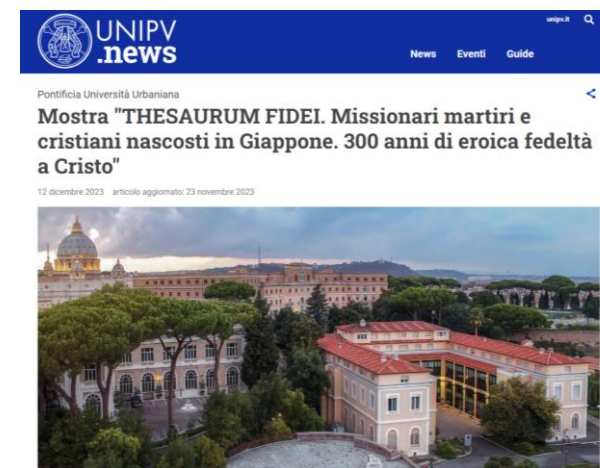 UNIPV
.news
unipv.it
News Eventi Guide
Pontificia Università Urbaniana
Mostra "THESAURUM FIDEI. Missionari martiri e
cristiani nascosti in Giappone. 300 anni di eroica fedeltà
a Cristo"
12 dicembre 2023 articolo aggiornato: 23 novembre 2023